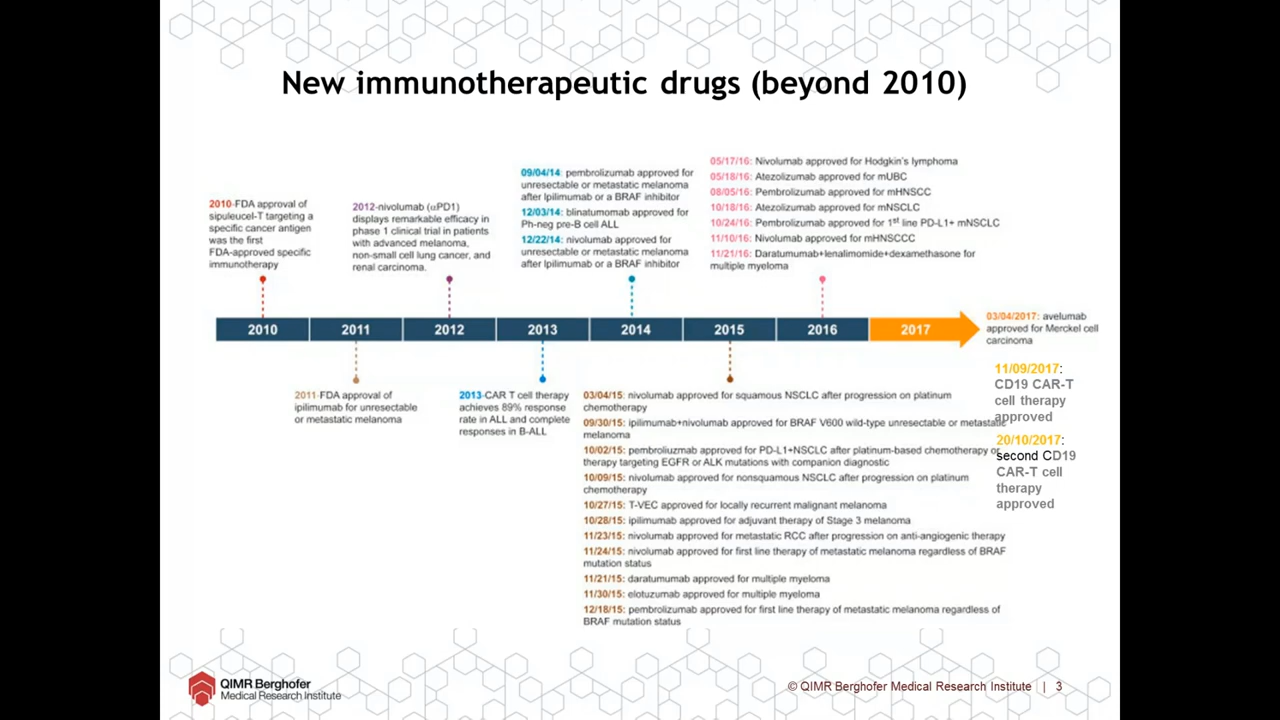 New immunotherapeutic drugs (beyond 2010)
2010-FDA approval of
sipuleucel-T targeting a
specific cancer antigen
was the first
FDA-approved specific
immunotherapy
2012-nivolumab (αPD1)
displays remarkable efficacy in
phase 1 clinical trial in patients
with advanced melanoma,
non-small cell lung cancer, and
renal carcinoma.
09/04/14: pembrolizumab approved for
unresectable or metastatic melanoma
after Ipilimumab or a BRAF inhibitor
12/03/14: blinatumomab approved for
Ph-neg pre-B cell ALL
12/22/14: nivolumab approved for
unresectable or metastatic melanoma
after Ipilimumab or a BRAF inhibitor
05/17/16: Nivolumab approved for Hodgkin's lymphoma
05/18/16: Atezolizumab approved for mUBC
08/05/16: Pembrolizumab approved for mHNSCC
10/18/16: Atezolizumab approved for mNSCLC
10/24/16: Pembrolizumab approved for 1st line PD-L1+ mNSCLC
11/10/16: Nivolumab approved for mHNSCCC
11/21/16: Daratumumab+lenalimomide+dexamethasone for
multiple myeloma
2010 2011 2012 2013 2014 2015 2016 2017
03/04/2017: avelumab
approved for Merckel cell
carcinoma
11/09/2017:
CD19 CAR-T
cell therapy
approved
20/10/2017:
second CD19
CAR-T cell
therapy
approved
2011-FDA approval of
ipilimumab for unresectable
or metastatic melanoma
2013-CAR T cell therapy
achieves 89% response
rate in ALL and complete
responses in B-ALL
03/04/15: nivolumab approved for squamous NSCLC after progression on platinum
chemotherapy
09/30/15: ipilimumab+nivolumab approved for BRAF V600 wild-type unresectable or metastatic
melanoma
10/02/15: pembroliuzmab approved for PD-L1+NSCLC after platinum-based chemotherapy or
therapy targeting EGFR or ALK mutations with companion diagnostic
10/09/15: nivolumab approved for nonsquamous NSCLC after progression on platinum
chemotherapy
10/27/15: T-VEC approved for locally recurrent malignant melanoma
10/28/15: ipilimumab approved for adjuvant therapy of Stage 3 melanoma
11/23/15: nivolumab approved for metastatic RCC after progression on anti-angiogenic therapy
11/24/15: nivolumab approved for first line therapy of metastatic melanoma regardless of BRAF
mutation status
11/21/15: daratumumab approved for multiple myeloma
11/30/15: elotuzumab approved for multiple myeloma
12/18/15: pembrolizumab approved for first line therapy of metastatic melanoma regardless of
BRAF mutation status
QIMR Berghofer
Medical Research Institute
© QIMR Berghofer Medical Research Institute | 3